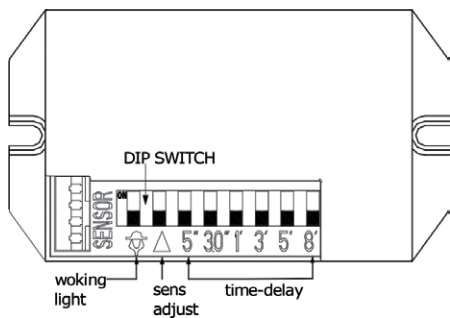 DIP SWITCH
ON
SENSOR
5" 30" 1' 3' 5' 8'
woking light
sens adjust
time-delay